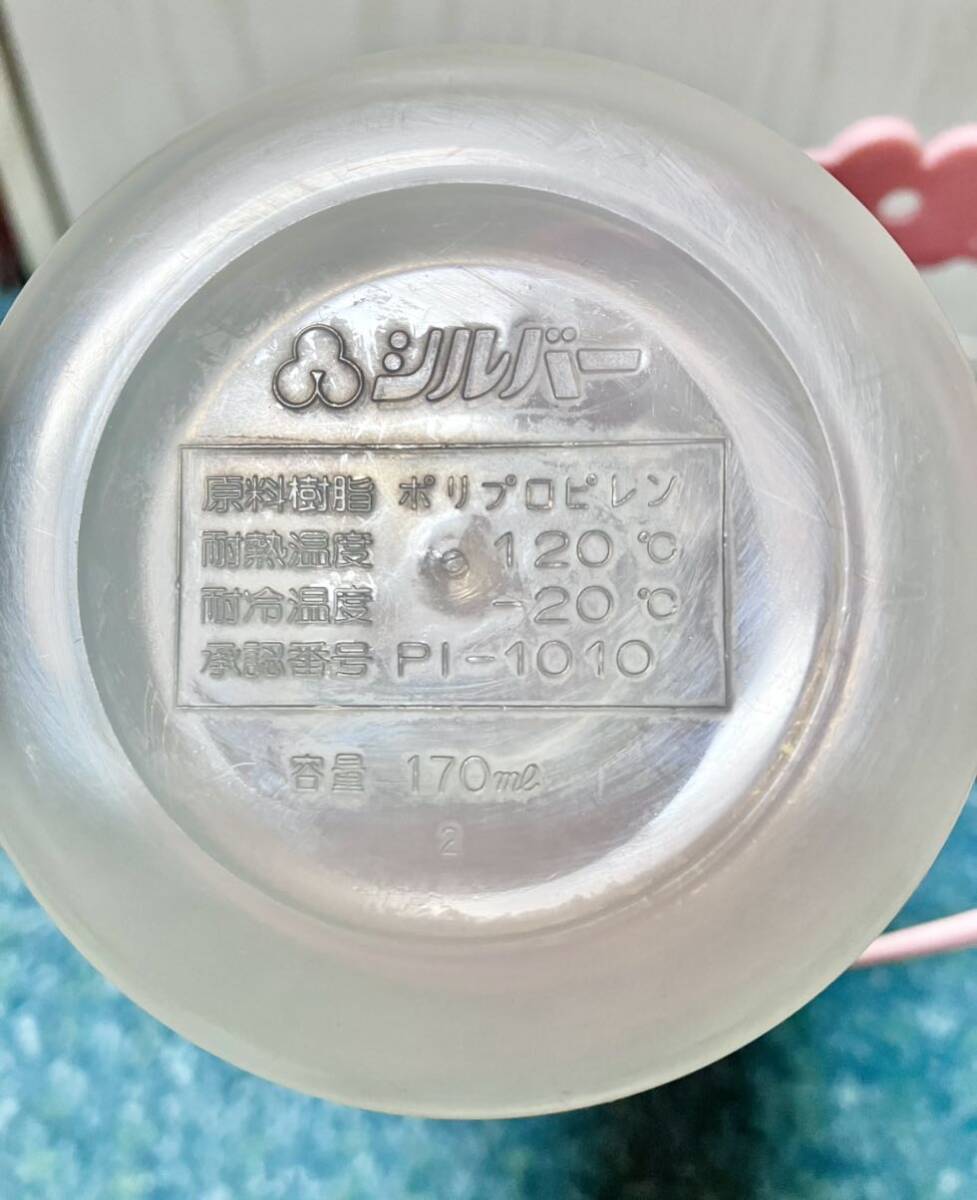 シルバー
原料樹脂 ポリプロピレン
耐熱温度 120℃
耐冷温度 -20℃
承認番号 PI-1010
容量 170ml
2